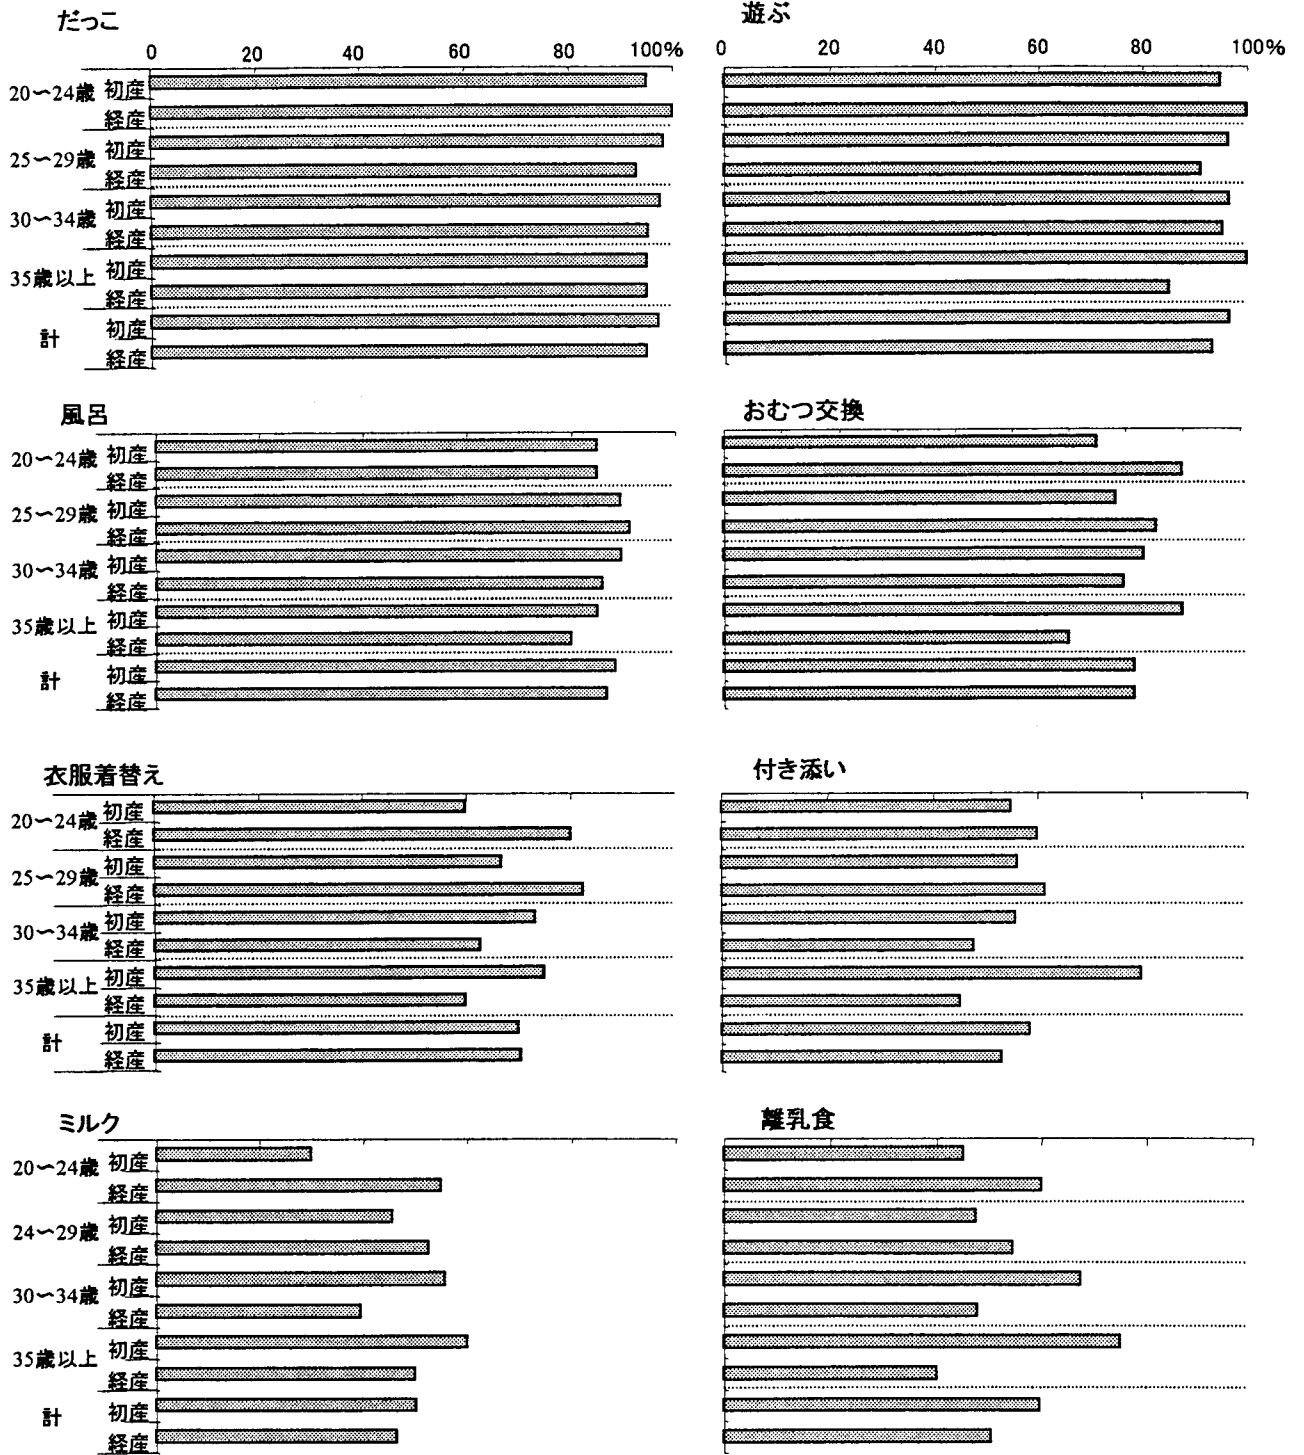 だっこ
0 20 40 60 100%
20〜24歳 初産
経産
25〜29歳 初産
経産
30〜34歳 初産
経産
35歳以上 初産
経産
計 初産
経産
遊ぶ
0 20 40 60 100%
風呂
20〜24歳 初産
経産
25〜29歳 初産
経産
30〜34歳 初産
経産
35歳以上 初産
経産
計 初産
経産
おむつ交換
衣服着替え
20〜24歳 初産
経産
25〜29歳 初産
経産
30〜34歳 初産
経産
35歳以上 初産
経産
計 初産
経産
付き添い
ミルク
20〜24歳 初産
経産
24〜29歳 初産
経産
30〜34歳 初産
経産
35歳以上 初産
経産
計 初産
経産
離乳食